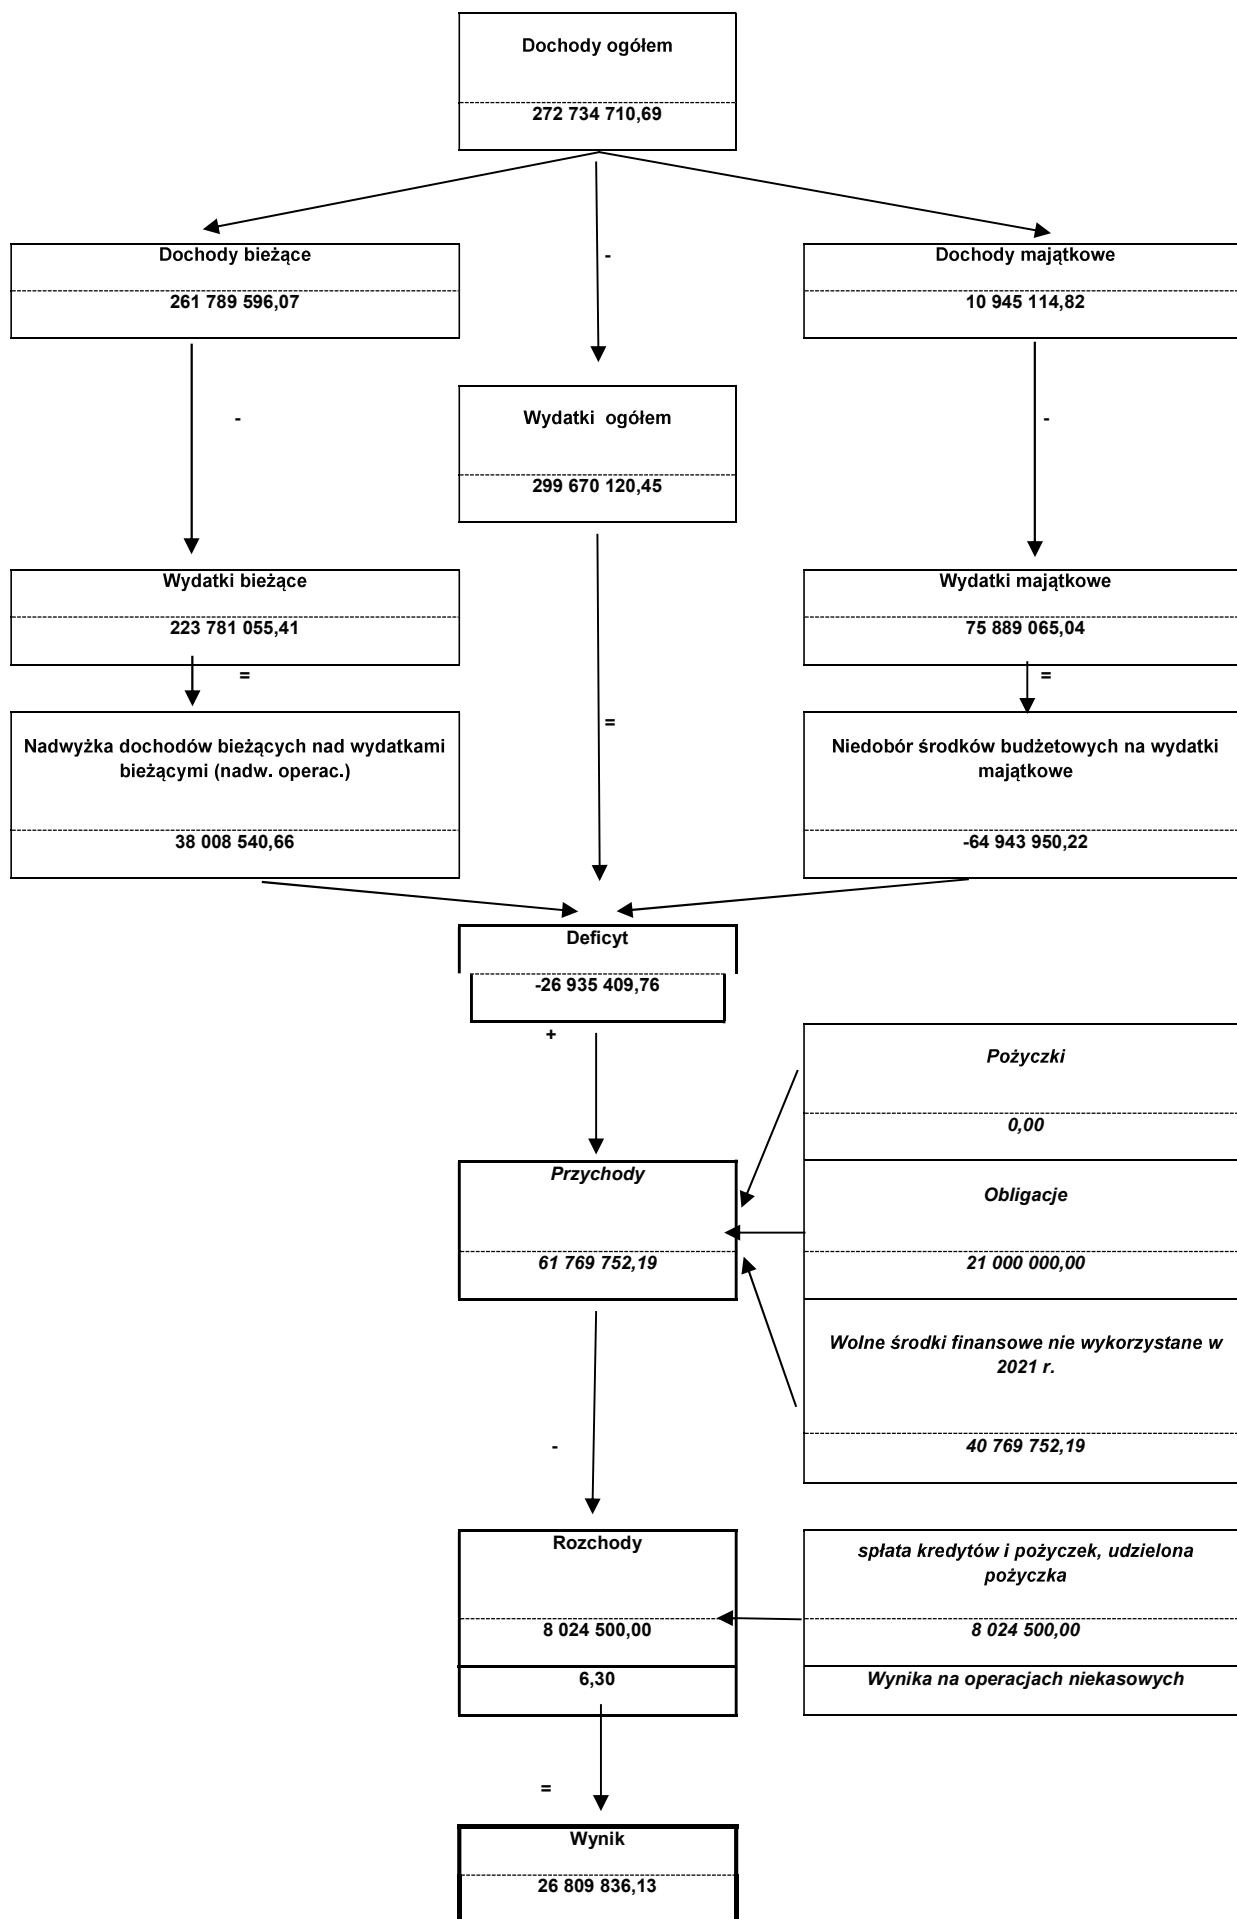 Dochody ogółem
272 734 710,69
Dochody bieżące
261 789 596,07
-
Dochody majątkowe
10 945 114,82
-
Wydatki ogółem
299 670 120,45
-
Wydatki bieżące
223 781 055,41
=
Wydatki majątkowe
75 889 065,04
=
Nadwyżka dochodów bieżących nad wydatkami
bieżącymi (nadw. operac.)
38 008 540,66
=
Niedobór środków budżetowych na wydatki
majątkowe
-64 943 950,22
Deficyt
-26 935 409,76
+
Pożyczki
0,00
Przychody
61 769 752,19
Obligacje
21 000 000,00
Wolne środki finansowe nie wykorzystane w
2021 r.
40 769 752,19
-
Rozchody
8 024 500,00
6,30
spłata kredytów i pożyczek, udzielona
pożyczka
8 024 500,00
Wynika na operacjach niekasowych
=
Wynik
26 809 836,13